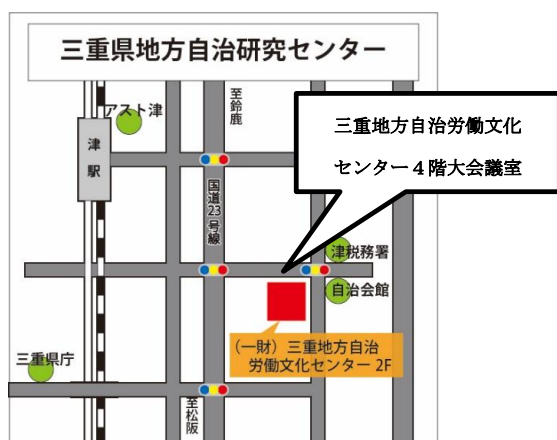 三重県地方自治研究センター
アスト津
至鈴鹿
津駅
三重地方自治労働文化
センター４階大会議室
国道23号線
津税務署
自治会館
（一財）三重地方自治
労働文化センター 2F
三重県庁
至松阪